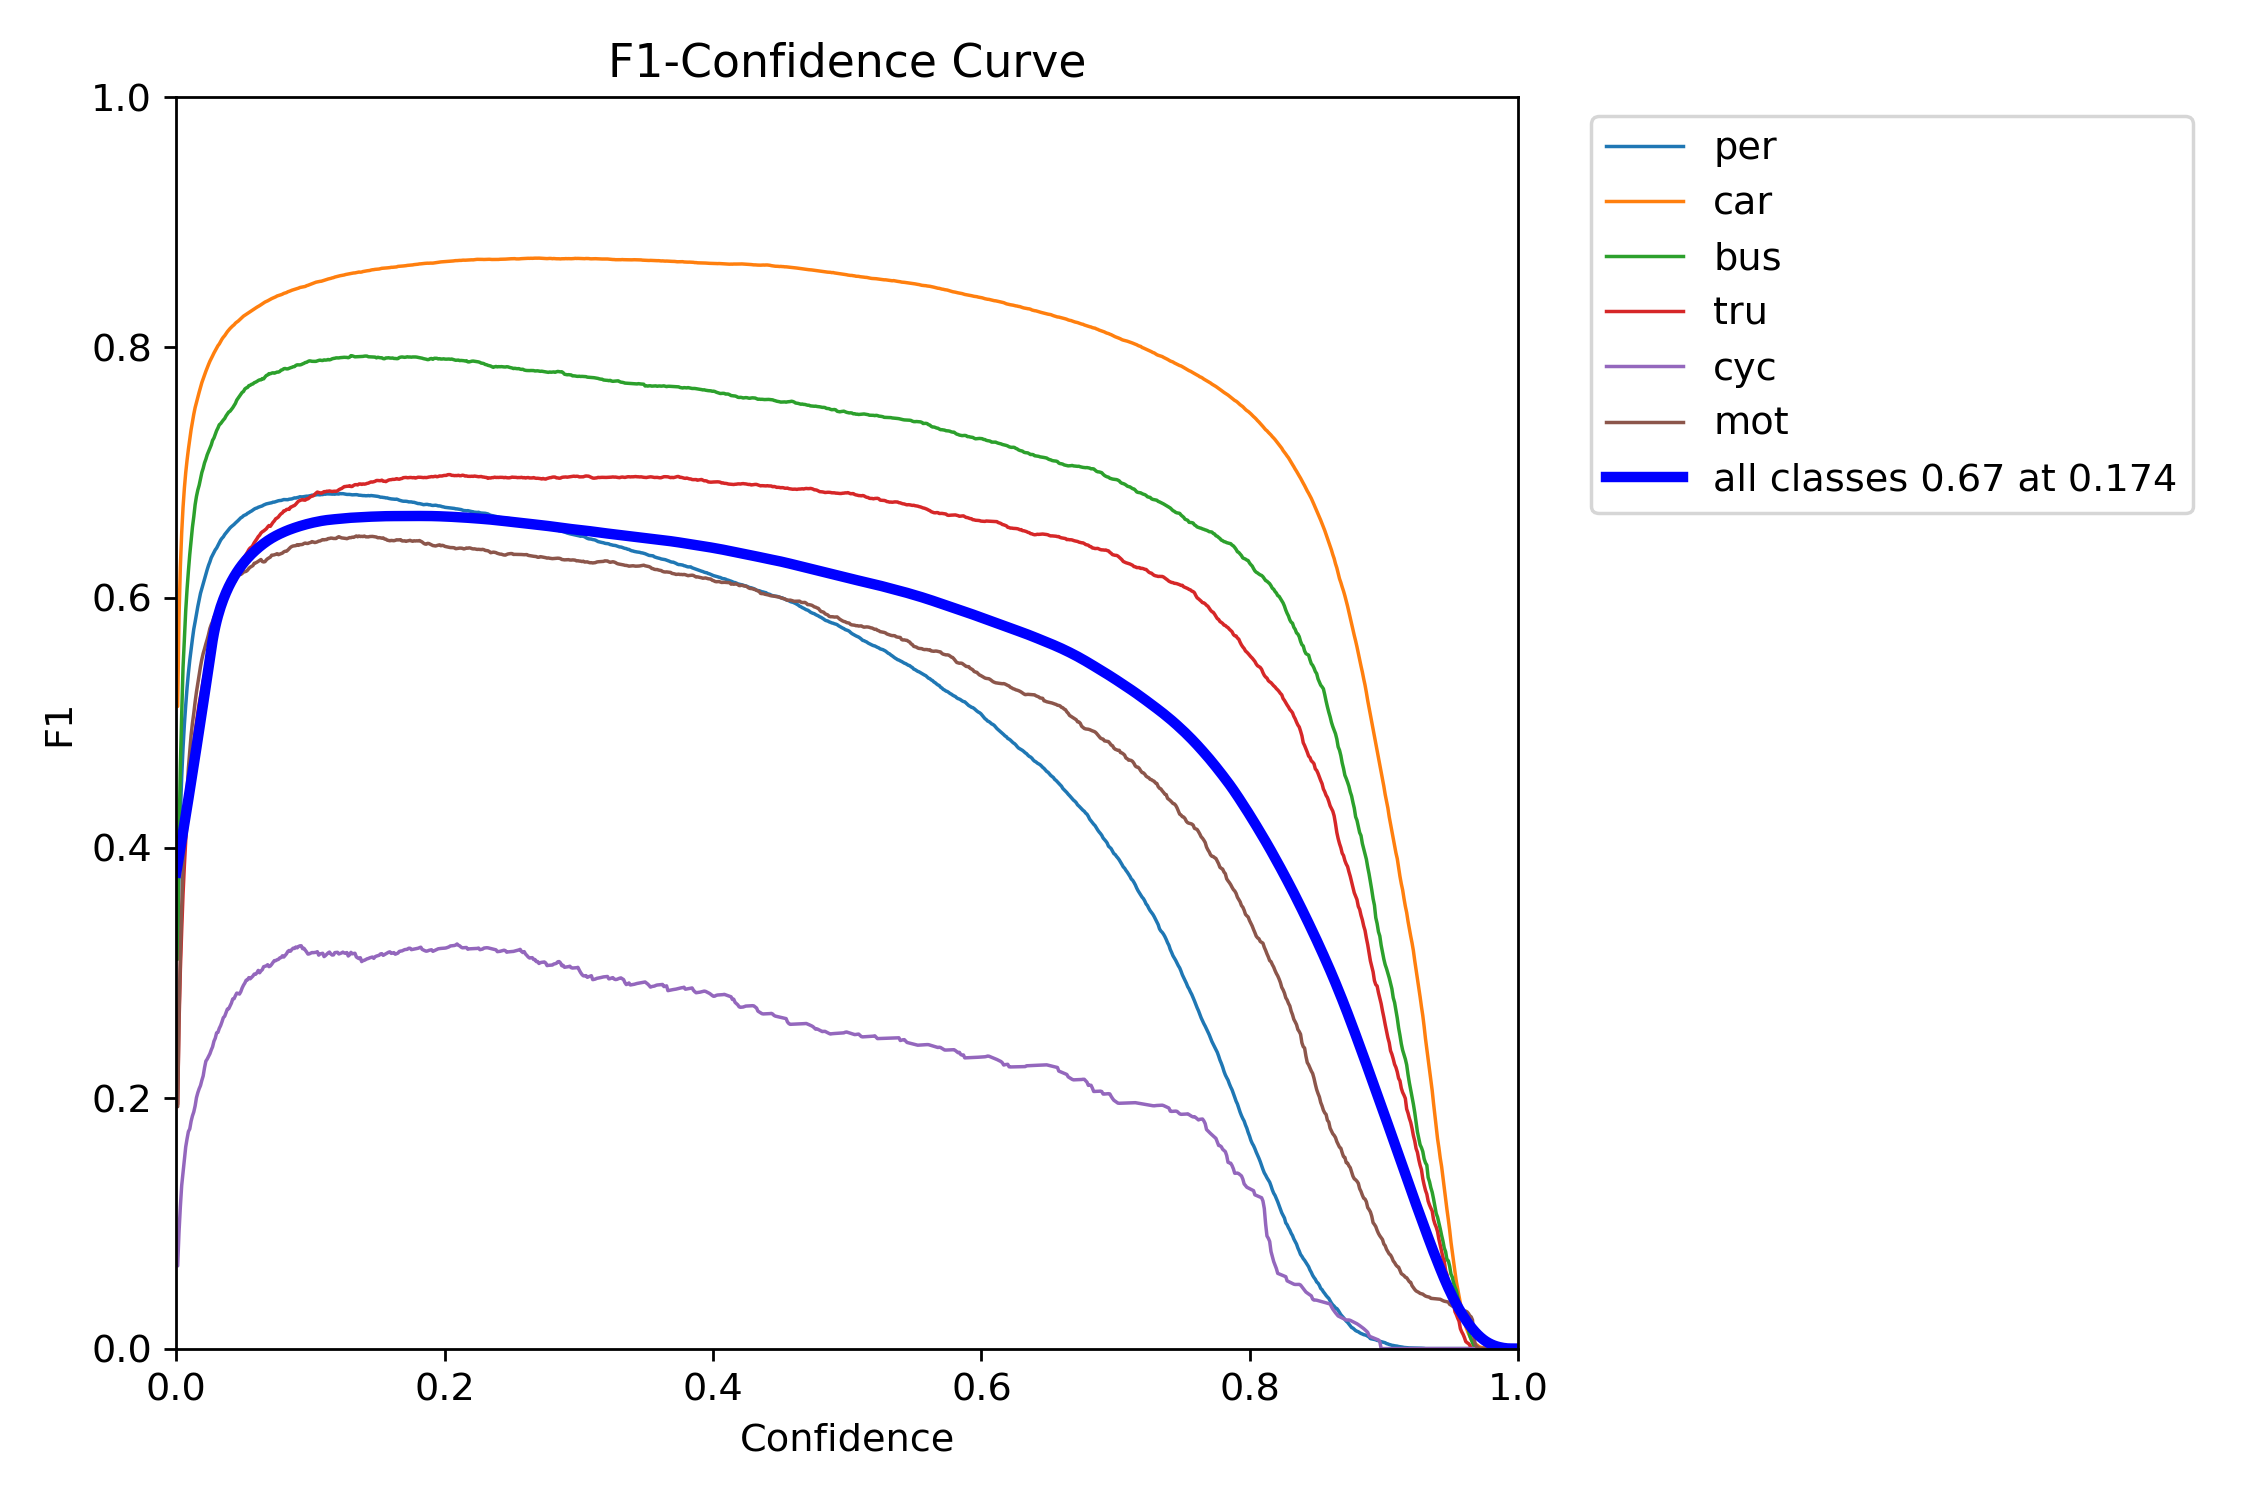 F1-Confidence Curve
1.0
0.8
0.6
0.4
0.2
0.0
F1
0.0 0.2 0.4 0.6 0.8 1.0
Confidence
per
car
bus
tru
cyc
mot
all classes 0.67 at 0.174